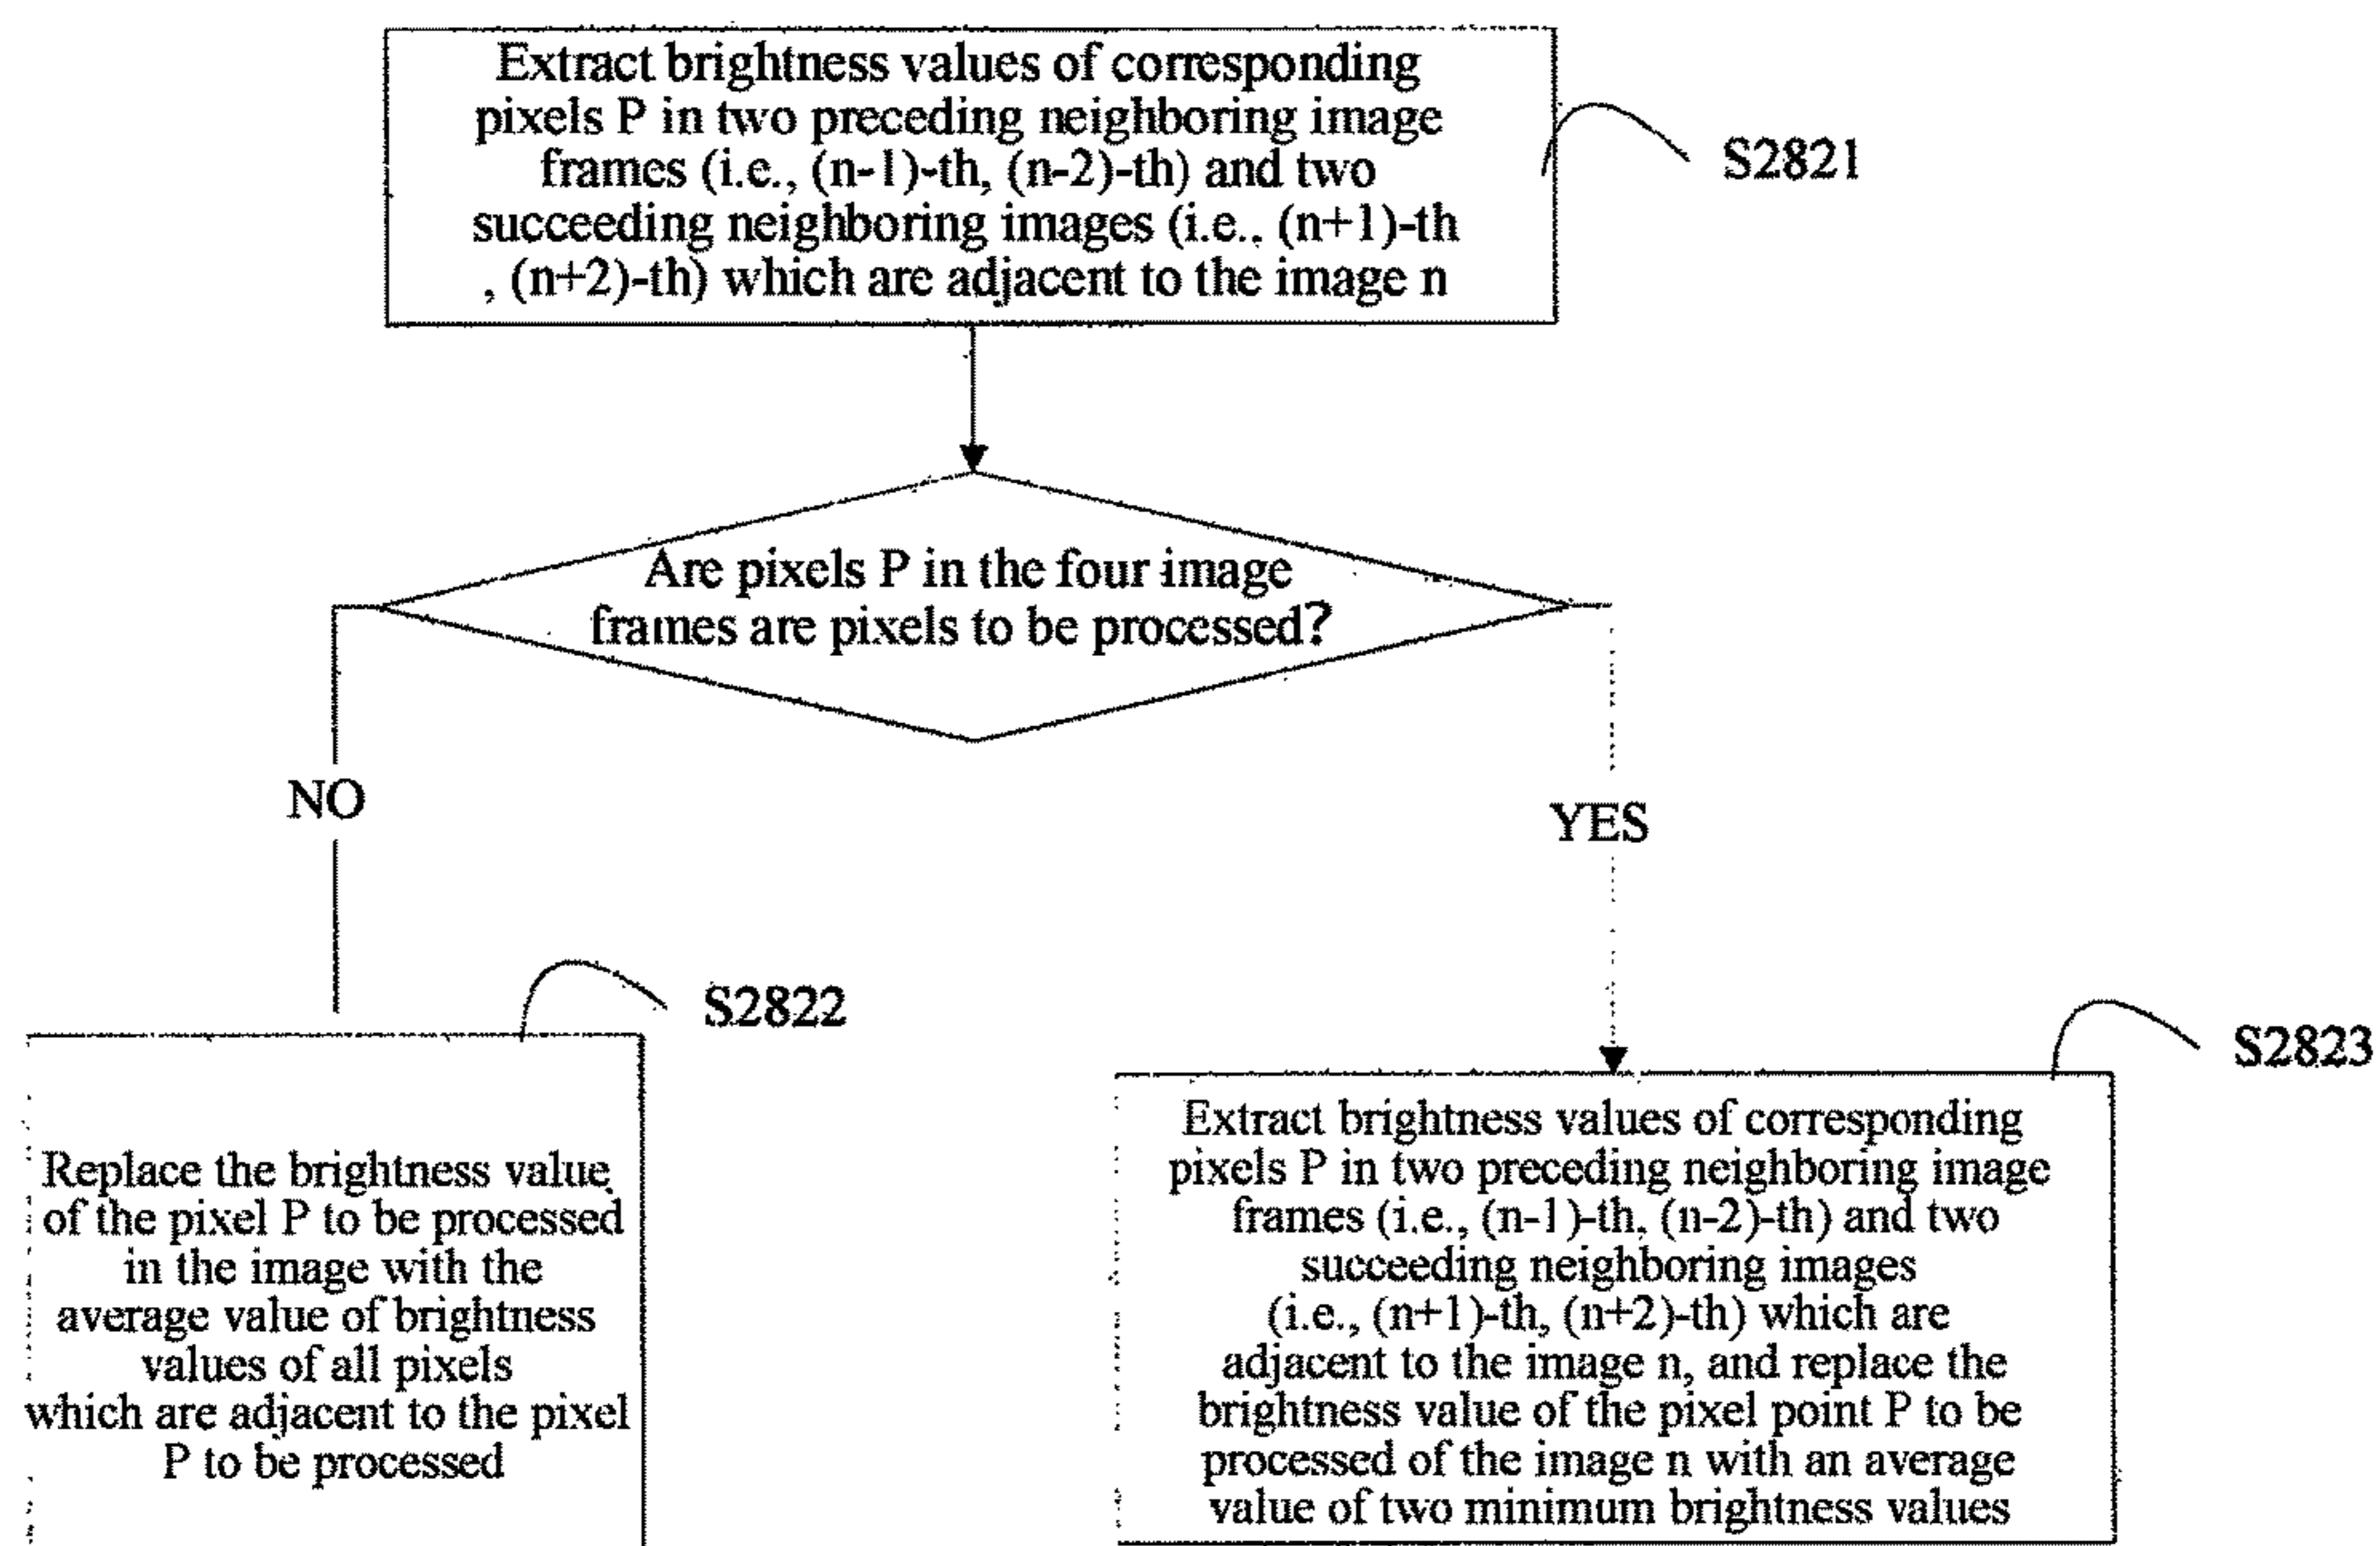 Extract brightness values of corresponding
pixels P in two preceding neighboring image
frames (i.e., (n-1)-th, (n-2)-th) and two
succeeding neighboring images (i.e.. (n+1)-th
, (n+2)-th) which are adjacent to the image n
S2821
Are pixels P in the four image
frames are pixels to be processed?
NO
YES
S2822
Replace the brightness value
of the pixel P to be processed
in the image with the
average value of brightness
values of all pixels
which are adjacent to the pixel
P to be processed
S2823
Extract brightness values of corresponding
pixels P in two preceding neighboring image
frames (i.e., (n-1)-th, (n-2)-th) and two
succeeding neighboring images
(i.e., (n+1)-th, (n+2)-th) which are
adjacent to the image n, and replace the
brightness value of the pixel point P to be
processed of the image n with an average
value of two minimum brightness values